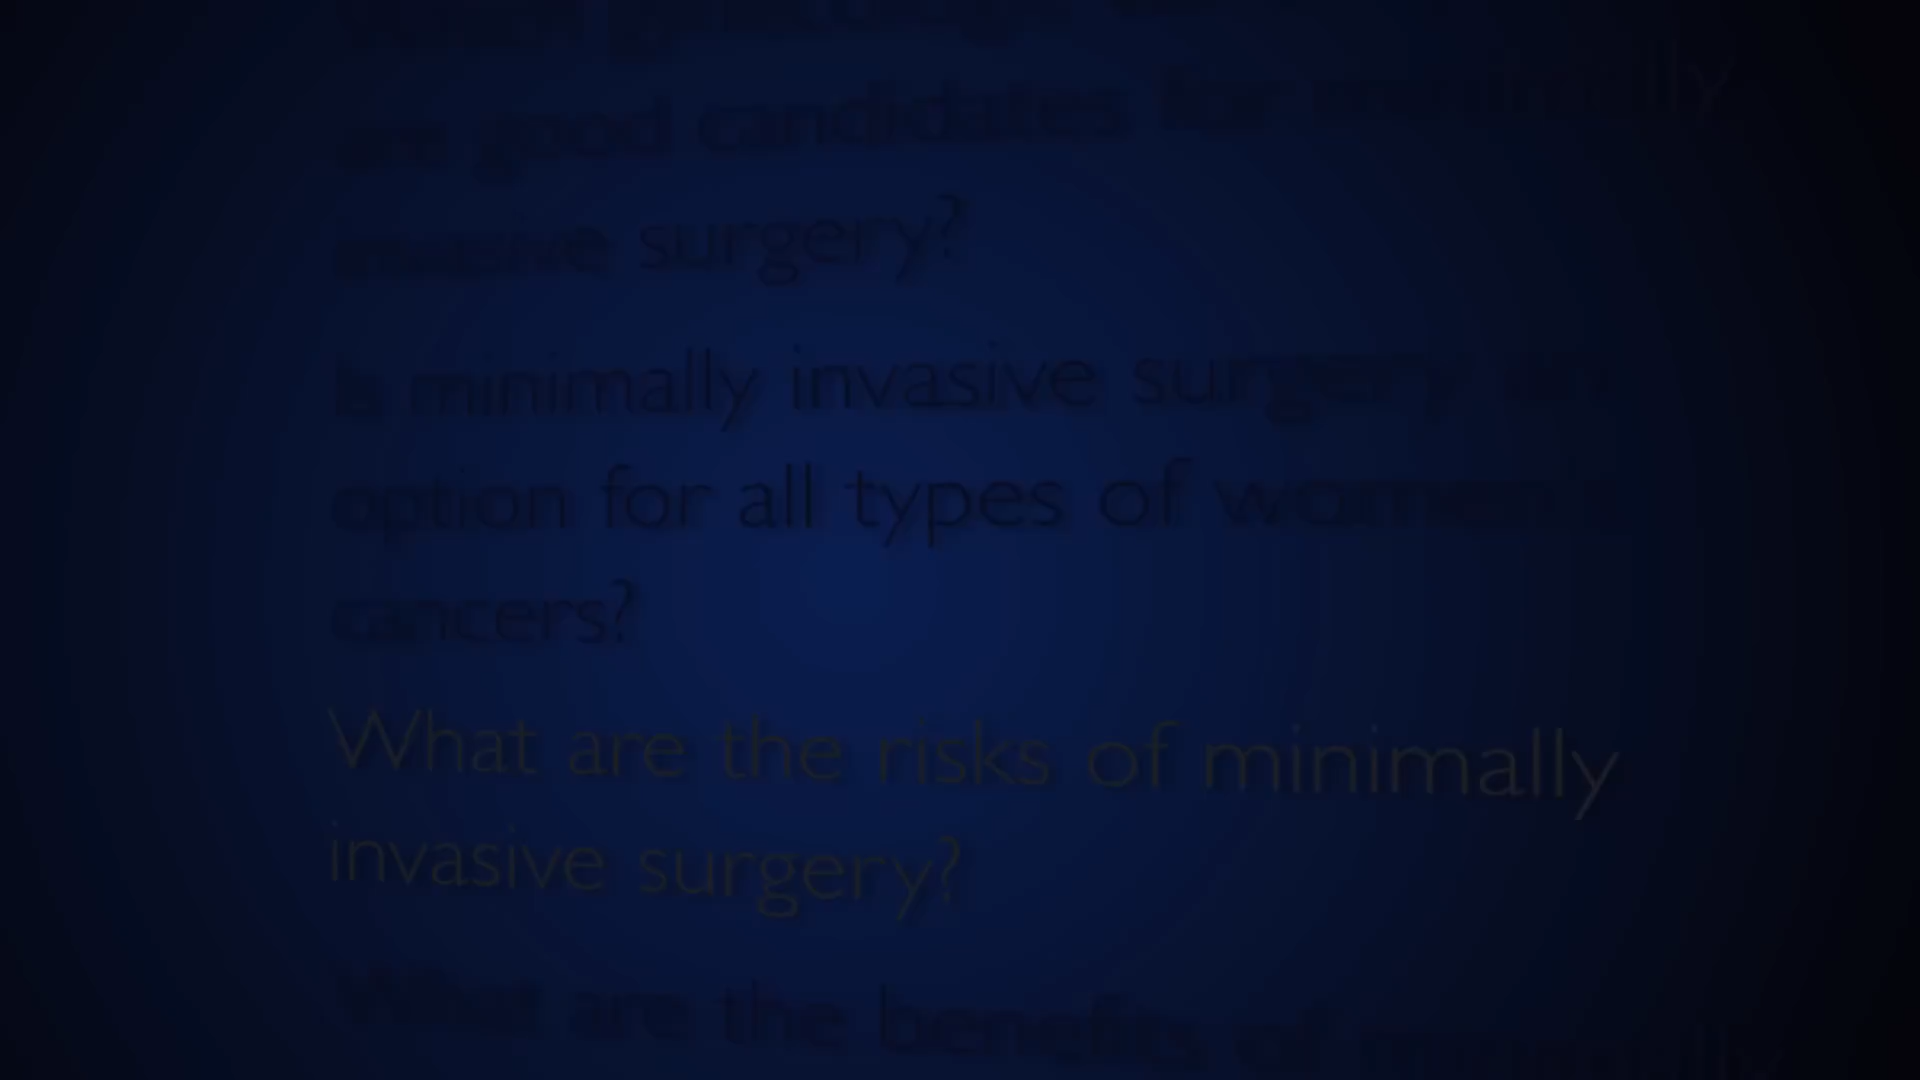 are good candidates for minimally
invasive surgery?
Is minimally invasive surgery an
option for all types of women's
cancers?
What are the risks of minimally
invasive surgery?
What are the benefits of minimally